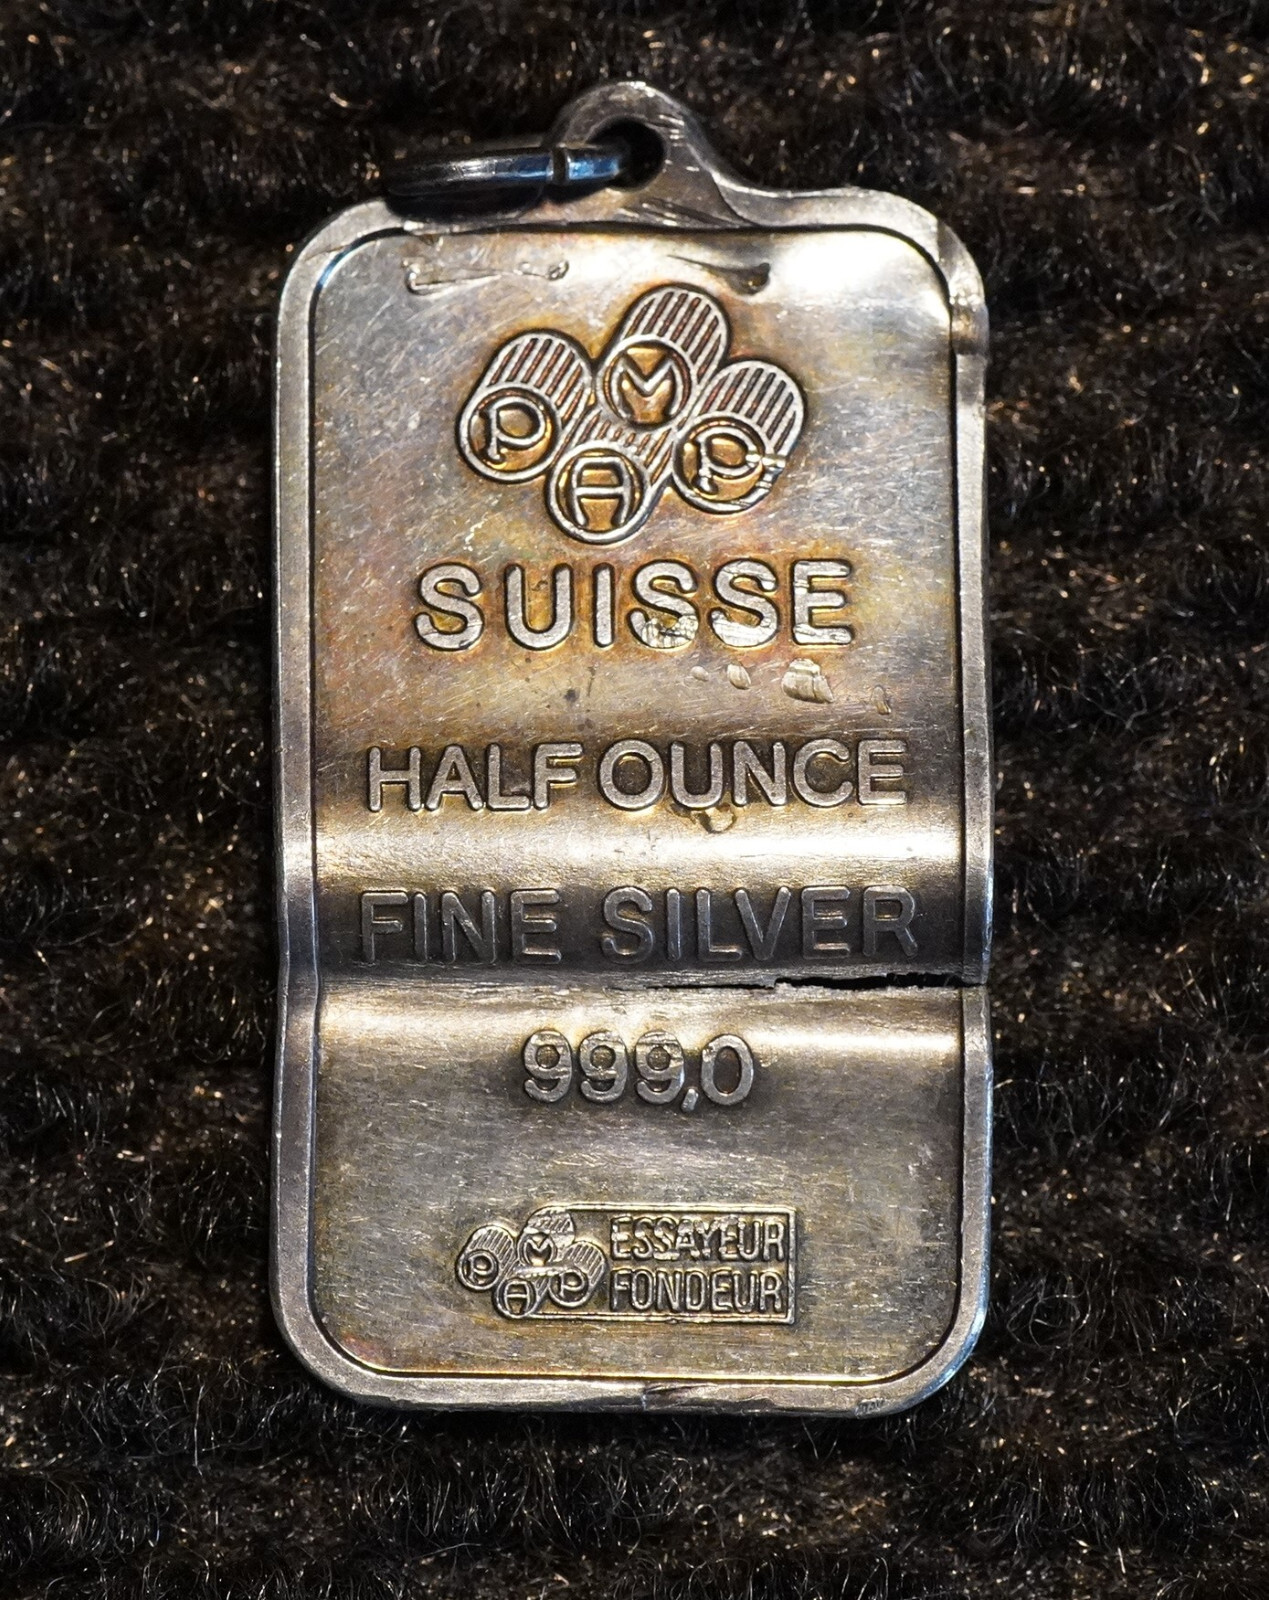 PAMP
SUISSE
HALF OUNCE
FINE SILVER
999,0
PAMP ESSAYEUR
FONDEUR